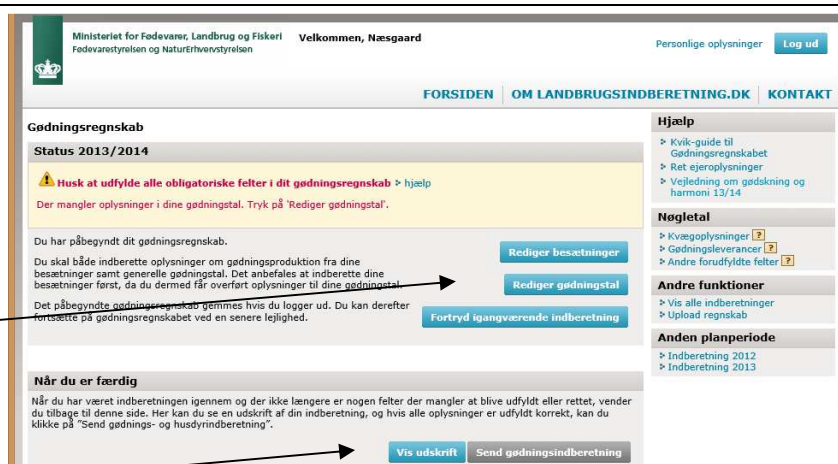 Ministeriet for Fødevarer, Landbrug og Fiskeri
Fødevarestyrelsen og NaturErhvervstyrelsen
Velkommen, Næsgaard
Personlige oplysninger
Log ud
FORSIDEN
OM LANDBRUGSINDBERETNING.DK
KONTAKT
Gødningsregnskab
Status 2013/2014
Husk at udfylde alle obligatoriske felter i dit gødningsregnskab hjælp
Der mangler oplysninger i dine gødningstal. Tryk på 'Rediger gødningstal'.
Du har påbegyndt dit gødningsregnskab.
Du skal både indberette oplysninger om gødningsproduktion fra dine
besætninger samt generelle gødningstal. Det anbefales at indberette dine
besætninger først, da du dermed får overført oplysninger til dine gødningstal.
Det påbegyndte gødningsregnskab gemmes hvis du logger ud. Du kan derefter
fortsætte på gødningsregnskabet ved en senere lejlighed.
Rediger besætninger
Rediger gødningstal
Fortryd igangværende indberetning
Når du er færdig
Når du har været indberetningen igennem og der ikke længere er nogen felter der mangler at blive udfyldt eller rettet, vender
du tilbage til denne side. Her kan du se en udskrift af din indberetning, og hvis alle oplysninger er udfyldt korrekt, kan du
klikke på "Send gødnings- og husdyrindberetning".
Vis udskrift
Send gødningsindberetning
Hjælp
Kvik-guide til
Gødningsregnskabet
Ret ejeroplysninger
Vejledning om gødskning og
harmoni 13/14
Nøgletal
Kvægoplysninger ?
Gødningsleverancer ?
Andre forudfyldte felter ?
Andre funktioner
Vis alle indberetninger
Upload regnskab
Anden planperiode
Indberetning 2012
Indberetning 2013